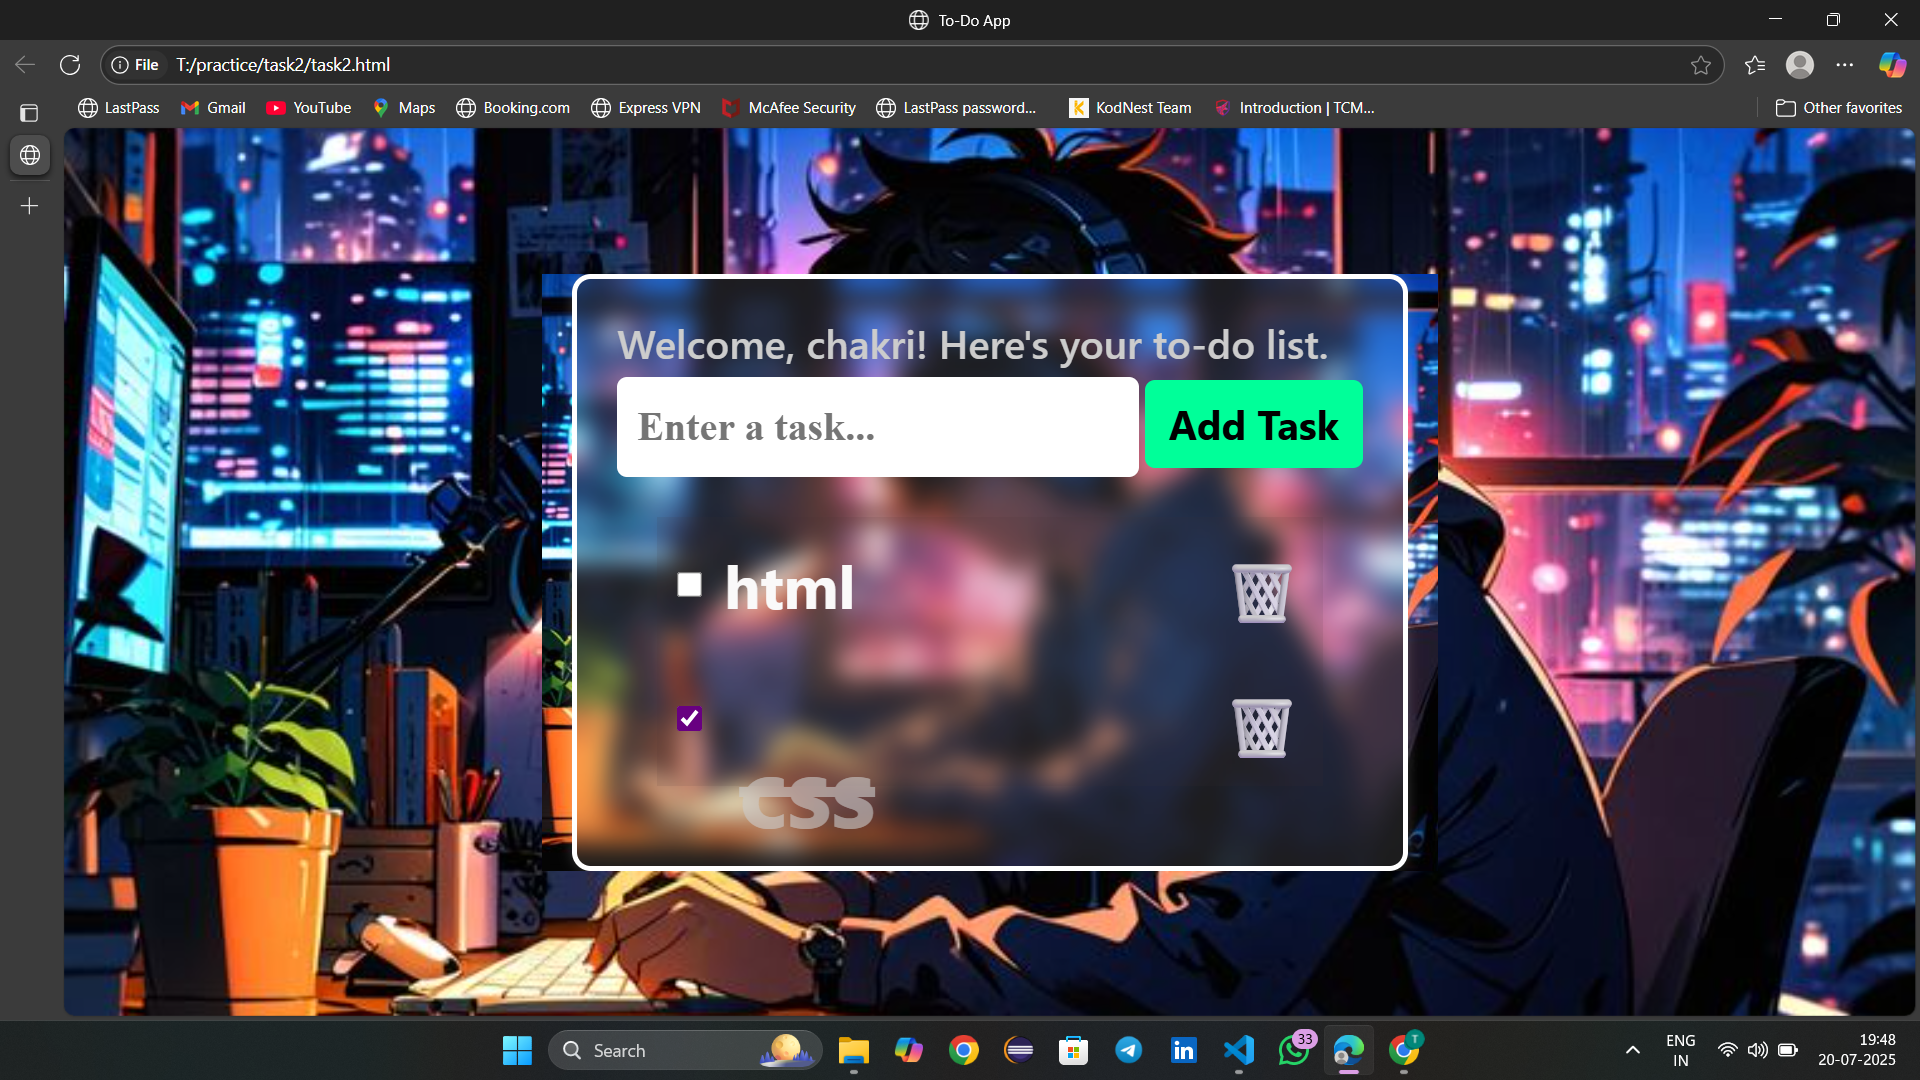 To-Do App
File T:/practice/task2/task2.html
LastPass Gmail YouTube Maps Booking.com Express VPN McAfee Security LastPass password... KodNest Team Introduction | TCM... Other favorites
Welcome, chakri! Here's your to-do list.
Enter a task... Add Task
html
css
Search
33
T
ENG
IN
19:48
20-07-2025